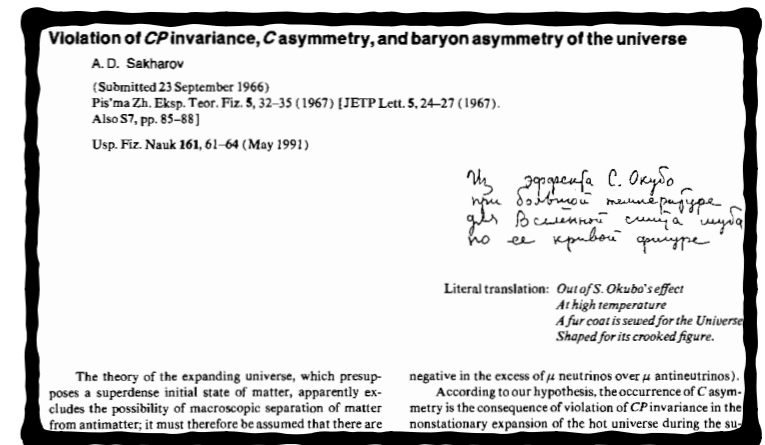 Violation of CP invariance, C asymmetry, and baryon asymmetry of the universe
A. D. Sakharov
(Submitted 23 September 1966)
Pis'ma Zh. Eksp. Teor. Fiz. 5, 32–35 (1967) [JETP Lett. 5, 24–27 (1967).
Also S7, pp. 85–88]
Usp. Fiz. Nauk 161, 61–64 (May 1991)
Из эффекта С. Окубо
при большой температуре
для Вселенной сшита шуба
по ее кривой фигуре
Literal translation: Out of S. Okubo's effect
At high temperature
A fur coat is sewed for the Universe
Shaped for its crooked figure.
The theory of the expanding universe, which presup-
poses a superdense initial state of matter, apparently ex-
cludes the possibility of macroscopic separation of matter
from antimatter; it must therefore be assumed that there are
negative in the excess of μ neutrinos over μ antineutrinos).
According to our hypothesis, the occurrence of C asym-
metry is the consequence of violation of CP invariance in the
nonstationary expansion of the hot universe during the su-